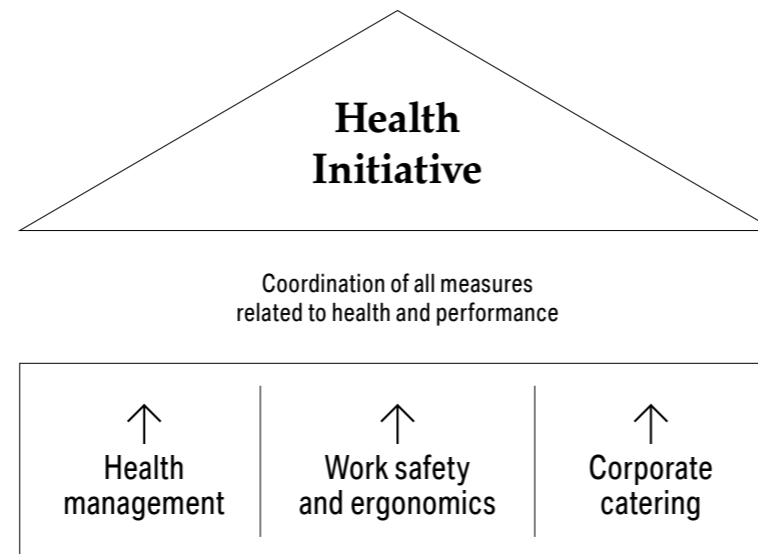 Health
Initiative
Coordination of all measures
related to health and performance
Health
management
Work safety
and ergonomics
Corporate
catering